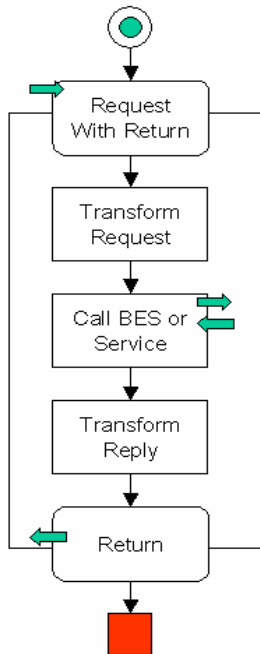 Request
With Return
Transform
Request
Call BES or
Service
Transform
Reply
Return